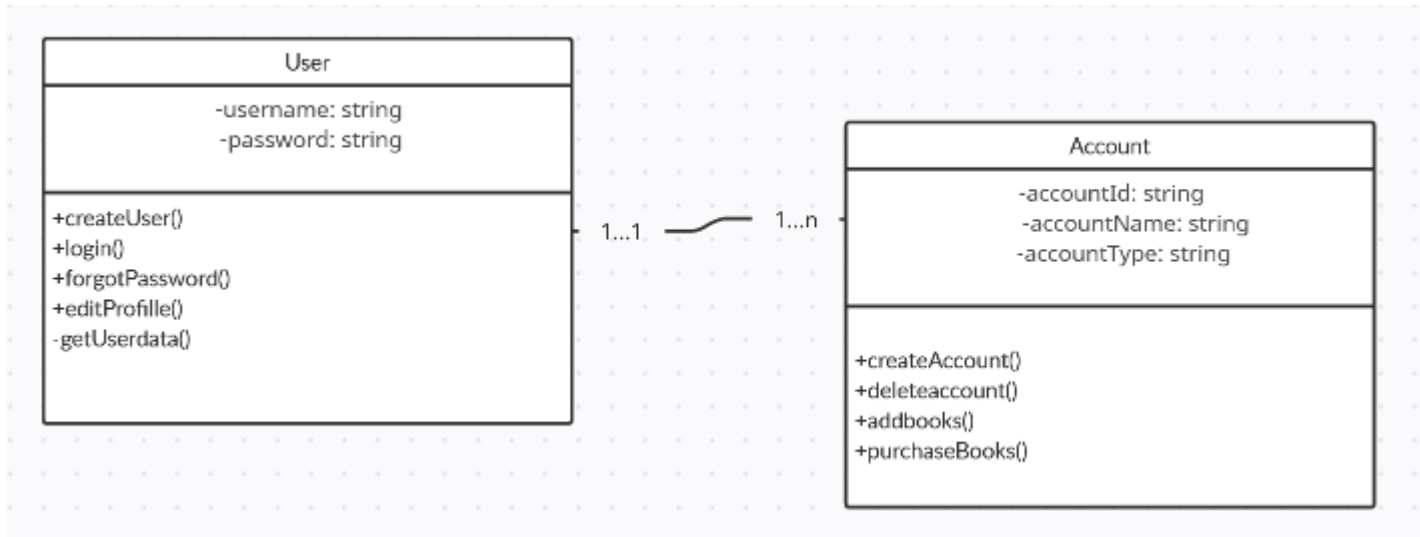 User
-username: string
-password: string
+createUser()
+login()
+forgotPassword()
+editProfille()
-getUserdata()
1...1
1...n
Account
-accountId: string
-accountName: string
-accountType: string
+createAccount()
+deleteaccount()
+addbooks()
+purchaseBooks()